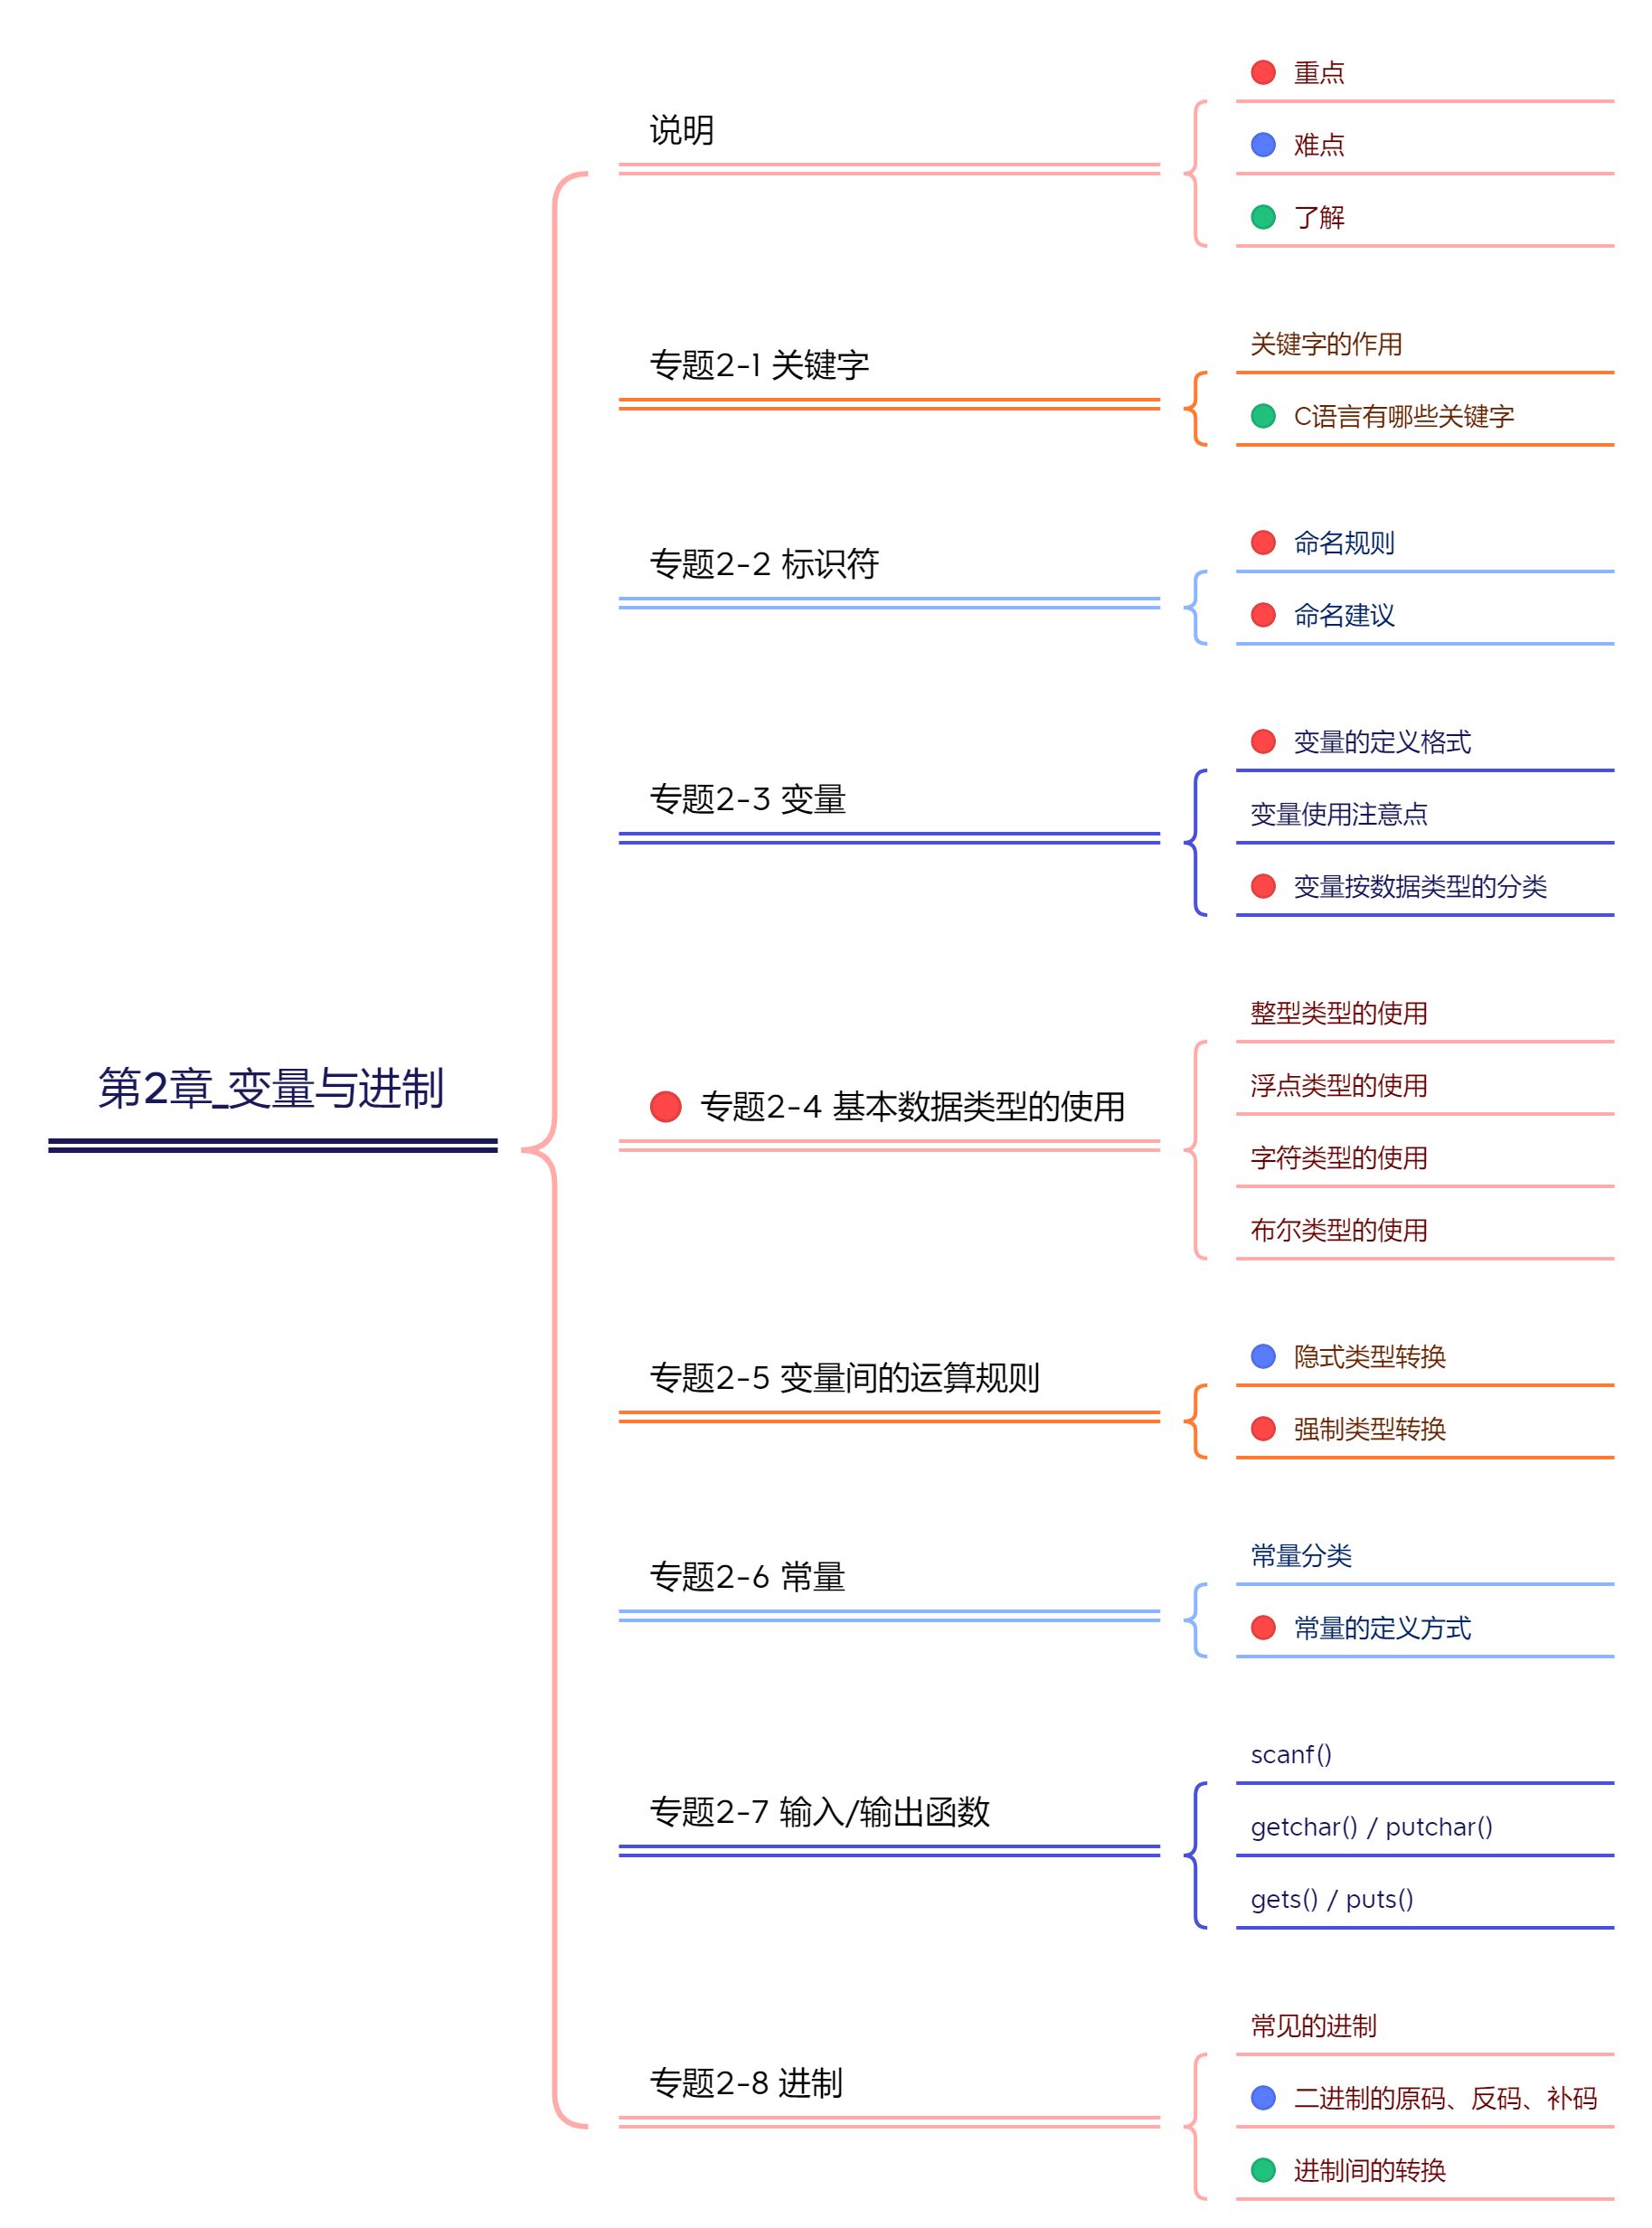 第2章_变量与进制
说明
重点
难点
了解
专题2-1 关键字
关键字的作用
C语言有哪些关键字
专题2-2 标识符
命名规则
命名建议
专题2-3 变量
变量的定义格式
变量使用注意点
变量按数据类型的分类
专题2-4 基本数据类型的使用
整型类型的使用
浮点类型的使用
字符类型的使用
布尔类型的使用
专题2-5 变量间的运算规则
隐式类型转换
强制类型转换
专题2-6 常量
常量分类
常量的定义方式
专题2-7 输入/输出函数
scanf()
getchar() / putchar()
gets() / puts()
专题2-8 进制
常见的进制
二进制的原码、反码、补码
进制间的转换